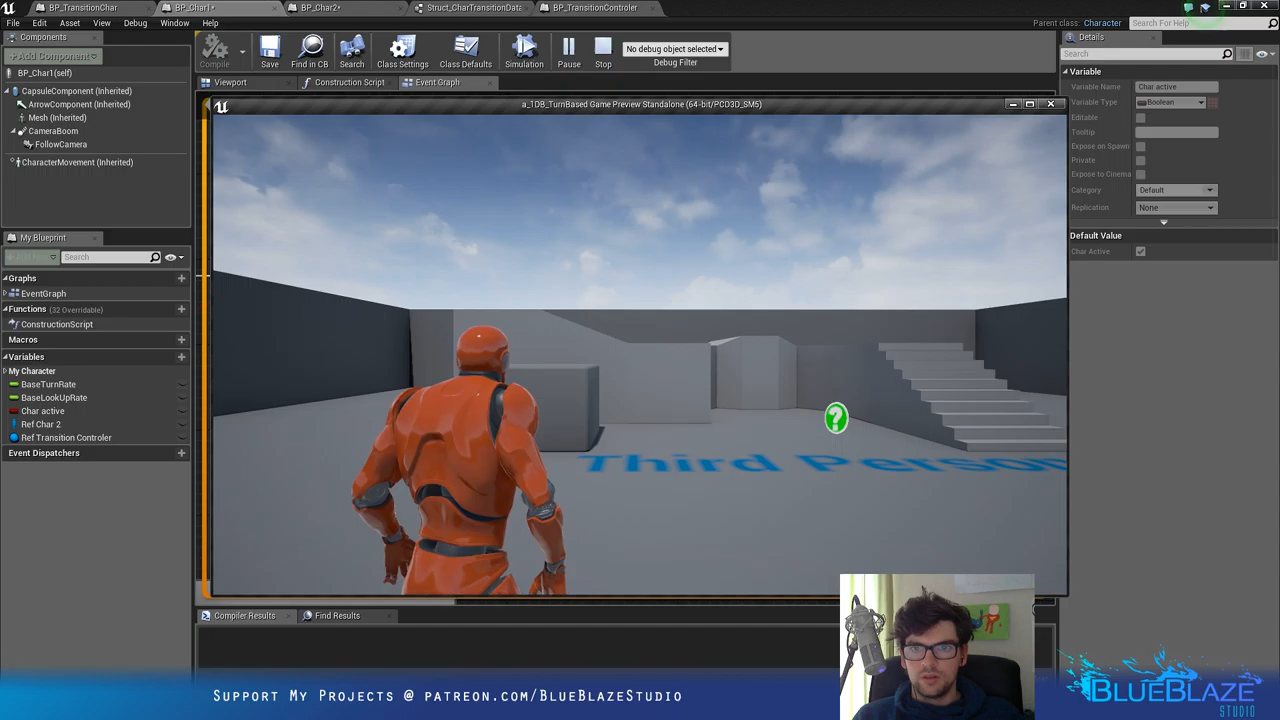 BP_TransitionChar
BP_Char1*
BP_Char2*
Struct_CharTransitionData
BP_TransitionControler
File
Edit
Asset
View
Debug
Window
Help
Parent class: Character
Search For Help
Components
+Add Component
BP_Char1(self)
CapsuleComponent (Inherited)
ArrowComponent (Inherited)
Mesh (Inherited)
CameraBoom
FollowCamera
CharacterMovement (Inherited)
Compile
Save
Find in CB
Search
Class Settings
Class Defaults
Simulation
Pause
Stop
No debug object selected
Debug Filter
Viewport
Construction Script
Event Graph
a_TDB_TurnBased Game Preview Standalone (64-bit/PCD3D_SM5)
Third Person
My Blueprint
Search
Graphs
EventGraph
Functions (32 Overridable)
ConstructionScript
Macros
Variables
My Character
BaseTurnRate
BaseLookUpRate
Char active
Ref Char 2
Ref Transition Controler
Event Dispatchers
Details
Search
Variable
Variable Name
Char active
Variable Type
Boolean
Editable
Tooltip
Expose on Spawn
Private
Expose to Cinema
Category
Default
Replication
None
Default Value
Char Active
Compiler Results
Find Results
Support My Projects @ patreon.com/BlueBlazeStudio
BlueBlaze
STUDIO